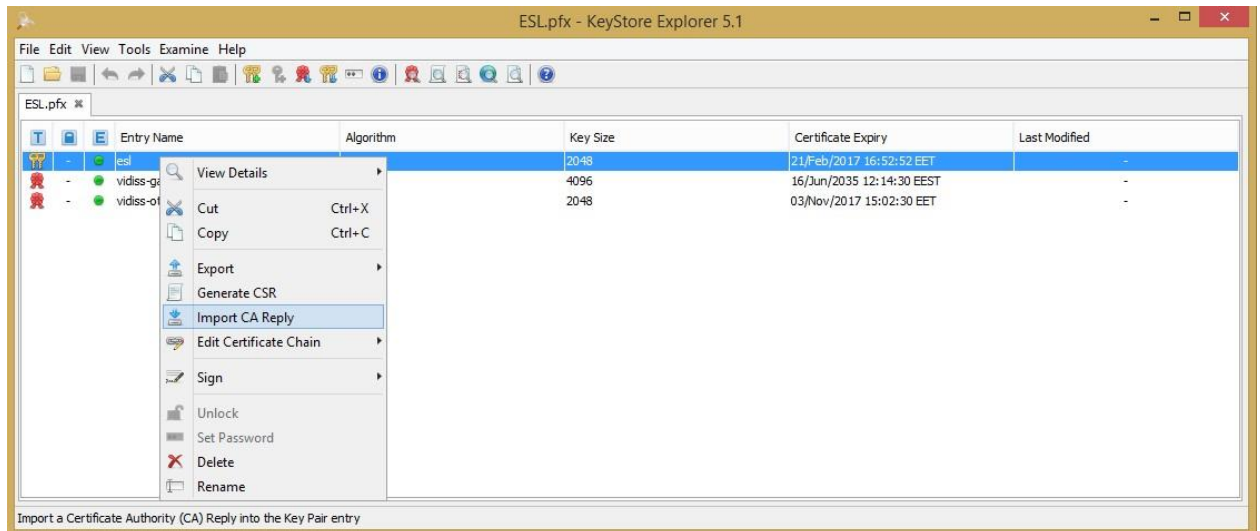 ESL.pfx - KeyStore Explorer 5.1
File Edit View Tools Examine Help
ESL.pfx
T E Entry Name Algorithm Key Size Certificate Expiry Last Modified
esl 2048 21/Feb/2017 16:52:52 EET -
vidiss-ga 4096 16/Jun/2035 12:14:30 EEST -
vidiss-of 2048 03/Nov/2017 15:02:30 EET -
View Details
Cut Ctrl+X
Copy Ctrl+C
Export
Generate CSR
Import CA Reply
Edit Certificate Chain
Sign
Unlock
Set Password
Delete
Rename
Import a Certificate Authority (CA) Reply into the Key Pair entry